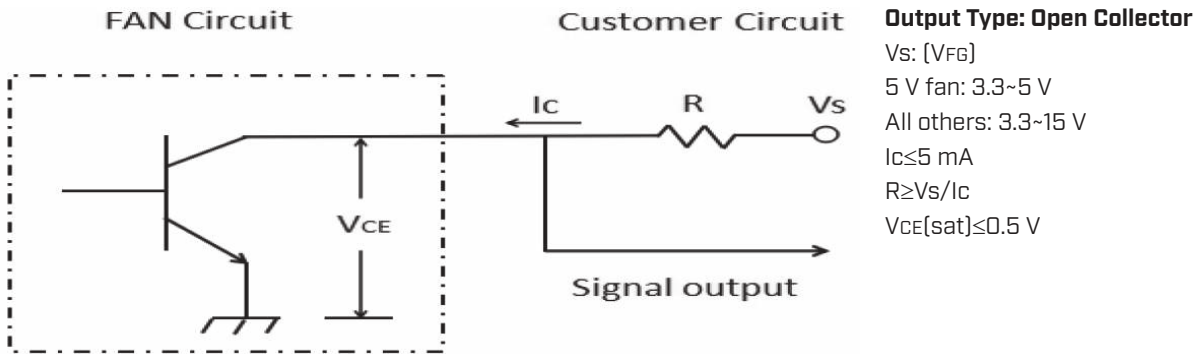 FAN Circuit
Customer Circuit
Ic
R
Vs
VCE
Signal output
Output Type: Open Collector
Vs: (VFG)
5 V fan: 3.3~5 V
All others: 3.3~15 V
Ic≤5 mA
R≥Vs/Ic
VCE(sat)≤0.5 V